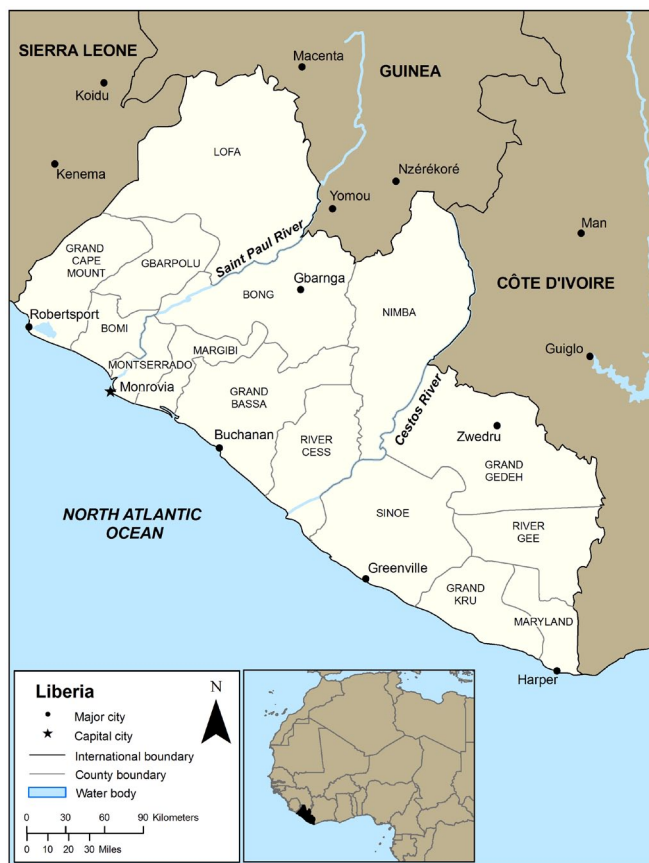 SIERRA LEONE
Macenta
GUINEA
Koidu
LOFA
Kenema
Nzérékoré
Yomou
Saint Paul River
Man
GRAND
CAPE
MOUNT
GBARPOLU
Gbarnga
BONG
CÔTE D'IVOIRE
NIMBA
Robertsport
BOMI
MARGIBI
MONTSERRADO
Guiglo
Monrovia
GRAND
BASSA
Cestos River
Buchanan
RIVER
CESS
Zwedru
GRAND
GEDEH
NORTH ATLANTIC
OCEAN
SINOE
RIVER
GEE
Greenville
GRAND
KRU
MARYLAND
Harper
Liberia
N
Major city
Capital city
International boundary
County boundary
Water body
0 30 60 90 Kilometers
0 10 20 30 Miles